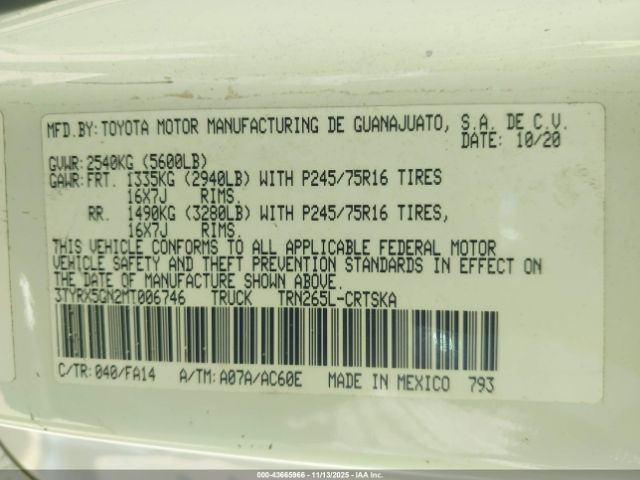 MFD.BY:TOYOTA MOTOR MANUFACTURING DE GUANAJUATO, S.A. DE C.V.
DATE: 10/20
GVWR:2540KG (5600LB)
GAWR:FRT. 1335KG (2940LB) WITH P245/75R16 TIRES
16X7J RIMS.
RR. 1490KG (3280LB) WITH P245/75R16 TIRES,
16X7J RIMS.
THIS VEHICLE CONFORMS TO ALL APPLICABLE FEDERAL MOTOR
VEHICLE SAFETY AND THEFT PREVENTION STANDARDS IN EFFECT ON
THE DATE OF MANUFACTURE SHOWN ABOVE.
3TYRX5GN2MT006746 TRUCK TRN265L-CRTSKA
C/TR:040/FA14 A/TM:A07A/AC60E MADE IN MEXICO 793
000-43665966 - 11/13/2025 - IAA Inc.